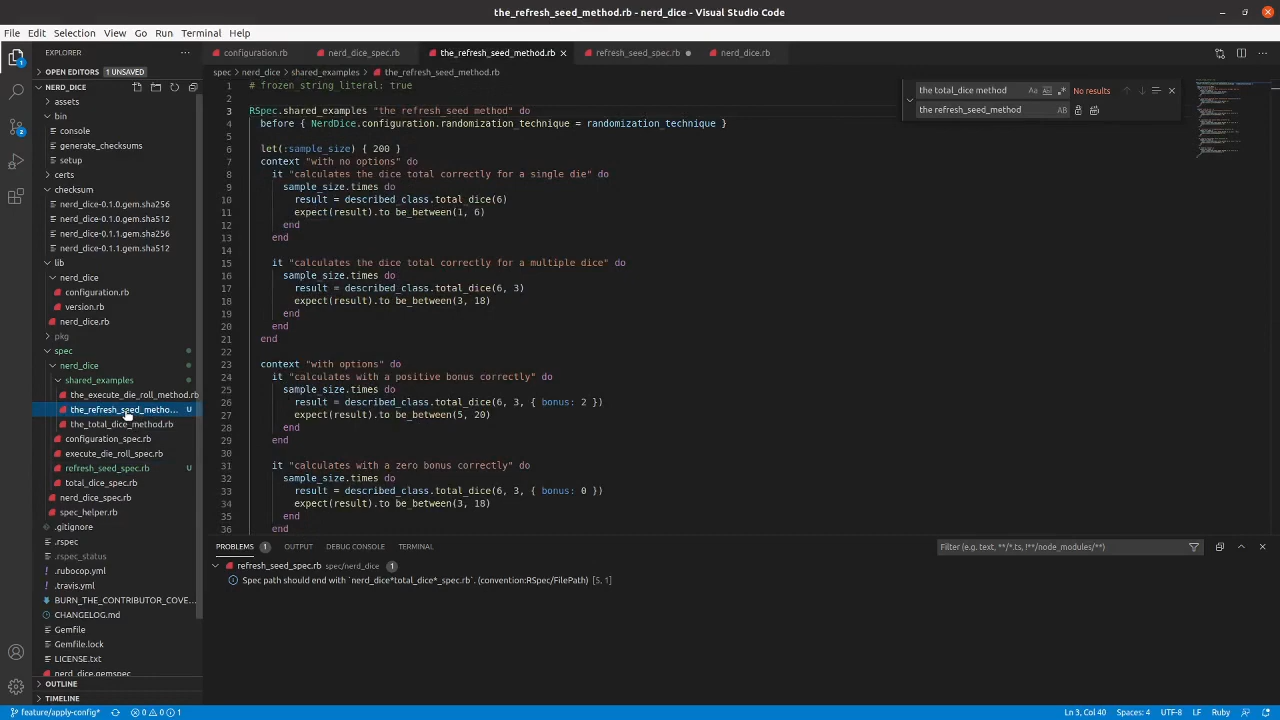 the_refresh_seed_method.rb - nerd_dice - Visual Studio Code
File Edit Selection View Go Run Terminal Help
EXPLORER
OPEN EDITORS 1 UNSAVED
NERD_DICE
assets
bin
console
generate_checksums
setup
certs
checksum
nerd_dice-0.1.0.gem.sha256
nerd_dice-0.1.0.gem.sha512
nerd_dice-0.1.1.gem.sha256
nerd_dice-0.1.1.gem.sha512
lib
nerd_dice
configuration.rb
version.rb
nerd_dice.rb
pkg
spec
nerd_dice
shared_examples
the_execute_die_roll_method.rb
the_refresh_seed_metho... U
the_total_dice_method.rb
configuration_spec.rb
execute_die_roll_spec.rb
refresh_seed_spec.rb U
total_dice_spec.rb
nerd_dice_spec.rb
spec_helper.rb
.gitignore
.rspec
.rspec_status
.rubocop.yml
.travis.yml
BURN_THE_CONTRIBUTOR_COVE...
CHANGELOG.md
Gemfile
Gemfile.lock
LICENSE.txt
nerd_dice.gemspec
OUTLINE
TIMELINE
configuration.rb nerd_dice_spec.rb the_refresh_seed_method.rb refresh_seed_spec.rb nerd_dice.rb
spec nerd_dice shared_examples the_refresh_seed_method.rb
the total_dice method Aa Ab .* No results
the refresh_seed_method AB
1 # frozen_string_literal: true
2
3 RSpec.shared_examples "the refresh_seed method" do
4 before { NerdDice.configuration.randomization_technique = randomization_technique }
5
6 let(:sample_size) { 200 }
7 context "with no options" do
8 it "calculates the dice total correctly for a single die" do
9 sample_size.times do
10 result = described_class.total_dice(6)
11 expect(result).to be_between(1, 6)
12 end
13 end
14
15 it "calculates the dice total correctly for a multiple dice" do
16 sample_size.times do
17 result = described_class.total_dice(6, 3)
18 expect(result).to be_between(3, 18)
19 end
20 end
21 end
22
23 context "with options" do
24 it "calculates with a positive bonus correctly" do
25 sample_size.times do
26 result = described_class.total_dice(6, 3, { bonus: 2 })
27 expect(result).to be_between(5, 20)
28 end
29 end
30
31 it "calculates with a zero bonus correctly" do
32 sample_size.times do
33 result = described_class.total_dice(6, 3, { bonus: 0 })
34 expect(result).to be_between(3, 18)
35 end
36 end
PROBLEMS 1 OUTPUT DEBUG CONSOLE TERMINAL
Filter (e.g. text, **/*.ts, !**/node_modules/**)
refresh_seed_spec.rb spec/nerd_dice 1
Spec path should end with `nerd_dice*total_dice*_spec.rb`. (convention:RSpec/FilePath) [5, 1]
feature/apply-config* 0 0 1 Ln 3, Col 40 Spaces: 4 UTF-8 LF Ruby